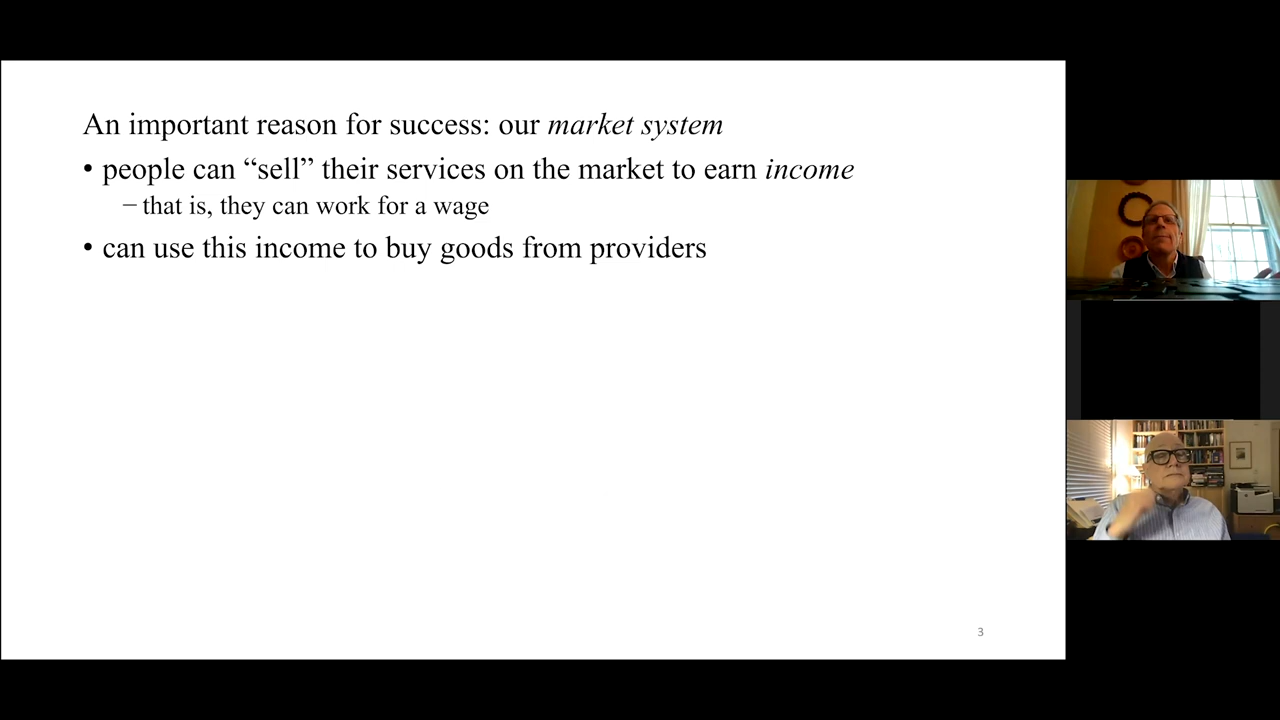 An important reason for success: our market system
• people can “sell” their services on the market to earn income
– that is, they can work for a wage
• can use this income to buy goods from providers
3